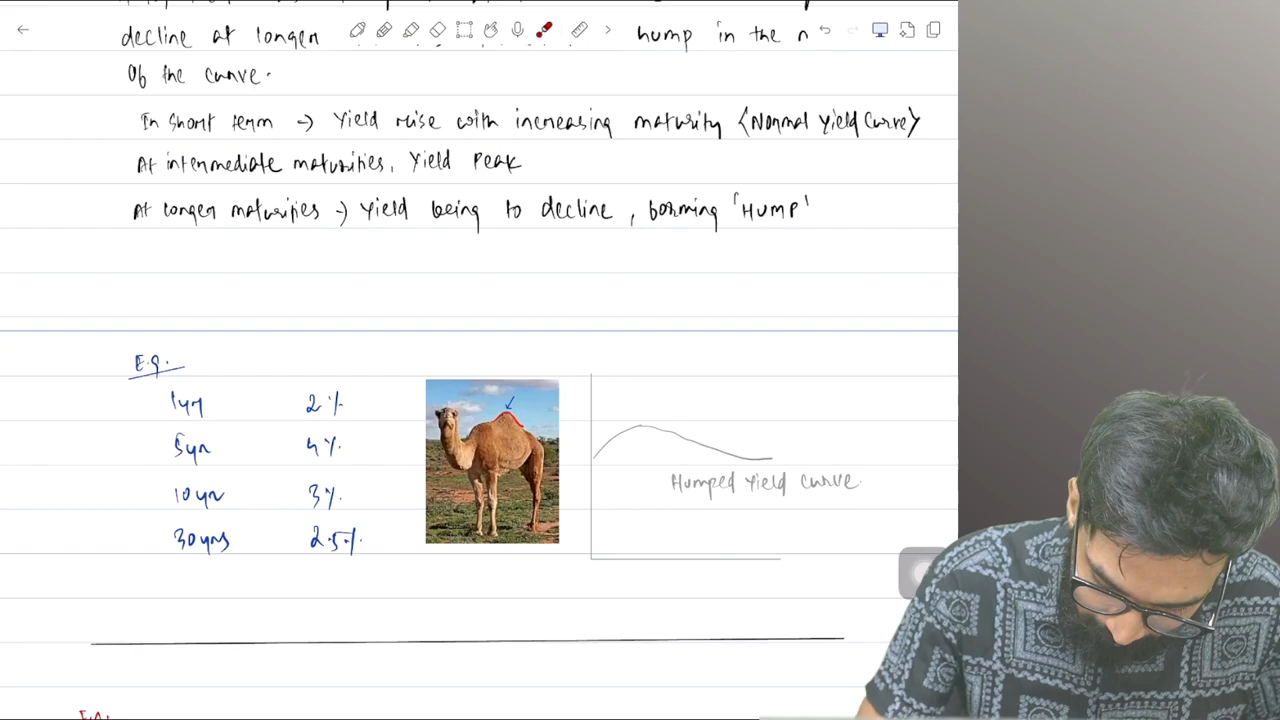 decline at longer hump in the n
Of the curve.
In short term → Yield rise with increasing maturity <Normal Yield Curve>
At intermediate maturities, Yield Peak
At longer maturities → Yield being to decline, forming 'HUMP'
E.g.
1yr 2%
5yr 4%
10yr 3%
30yrs 2.5%
Humped Yield curve